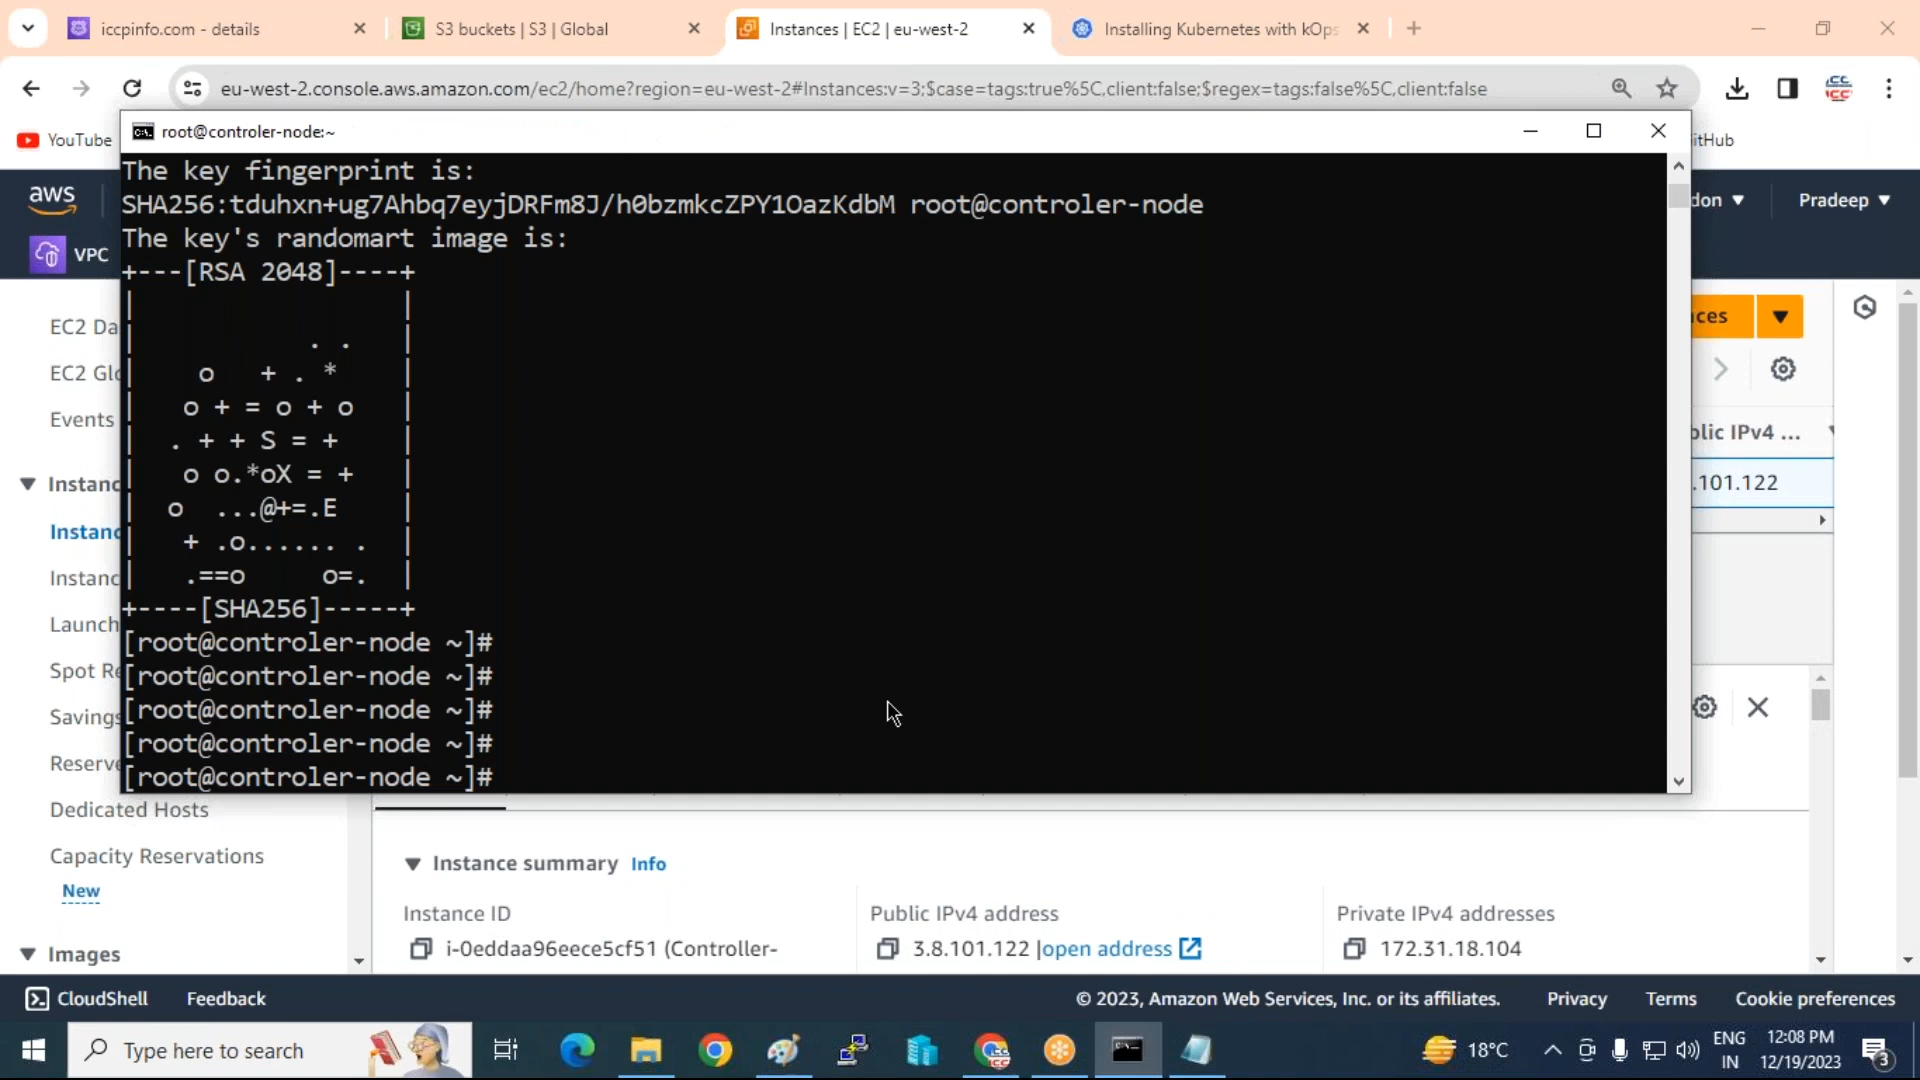 iccpinfo.com - details
S3 buckets | S3 | Global
Instances | EC2 | eu-west-2
Installing Kubernetes with kOps
eu-west-2.console.aws.amazon.com/ec2/home?region=eu-west-2#Instances:v=3;$case=tags:true%5C,client:false;$regex=tags:false%5C,client:false
YouTube
itHub
root@controler-node:~
aws
don
Pradeep
VPC
The key fingerprint is:
SHA256:tduhxn+ug7Ahbq7eyjDRFm8J/h0bzmkcZPY1OazKdbM root@controler-node
The key's randomart image is:
+---[RSA 2048]----+
|                 |
|           . .   |
|    o   + . *    |
|   o + = o + o   |
|  . + + S = +    |
|   o o.*oX = +   |
|  o  ...@+=.E    |
|   + .o...... .  |
|   .==o     o=.  |
+----[SHA256]-----+
[root@controler-node ~]#
[root@controler-node ~]#
[root@controler-node ~]#
[root@controler-node ~]#
[root@controler-node ~]#
EC2 Da
EC2 Glo
Events
Instanc
Instanc
Instanc
Launch
Spot Re
Savings
Reserve
Dedicated Hosts
Capacity Reservations
New
Images
ces
blic IPv4 ...
.101.122
Instance summary Info
Instance ID
Public IPv4 address
Private IPv4 addresses
i-0eddaa96eece5cf51 (Controller-
3.8.101.122 |open address
172.31.18.104
CloudShell
Feedback
© 2023, Amazon Web Services, Inc. or its affiliates.
Privacy
Terms
Cookie preferences
Type here to search
18°C
ENG
IN
12:08 PM
12/19/2023
3